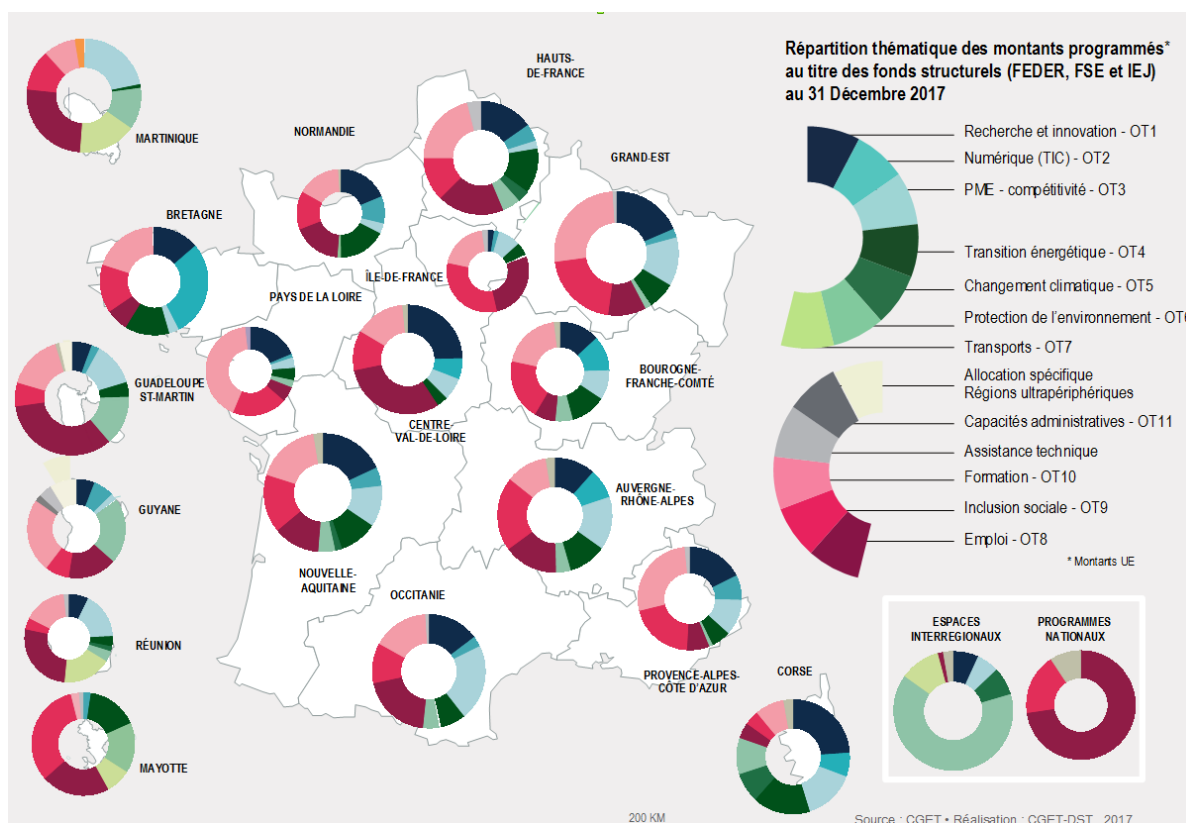 Répartition thématique des montants programmés*
au titre des fonds structurels (FEDER, FSE et IEJ)
au 31 Décembre 2017
Recherche et innovation - OT1
Numérique (TIC) - OT2
PME - compétitivité - OT3
Transition énergétique - OT4
Changement climatique - OT5
Protection de l'environnement - OT6
Transports - OT7
Allocation spécifique
Régions ultrapériphériques
Capacités administratives - OT11
Assistance technique
Formation - OT10
Inclusion sociale - OT9
Emploi - OT8
* Montants UE
HAUTS-
DE-FRANCE
MARTINIQUE
NORMANDIE
GRAND-EST
BRETAGNE
ÎLE-DE-FRANCE
PAYS DE LA LOIRE
GUADELOUPE
ST-MARTIN
BOURGOGNE-
FRANCHE-COMTÉ
CENTRE-
VAL-DE-LOIRE
GUYANE
AUVERGNE-
RHÔNE-ALPES
NOUVELLE-
AQUITAINE
OCCITANIE
RÉUNION
PROVENCE-ALPES-
CÔTE D'AZUR
CORSE
MAYOTTE
ESPACES
INTERREGIONAUX
PROGRAMMES
NATIONAUX
200 KM
Source : CGET • Réalisation : CGET-DST 2017